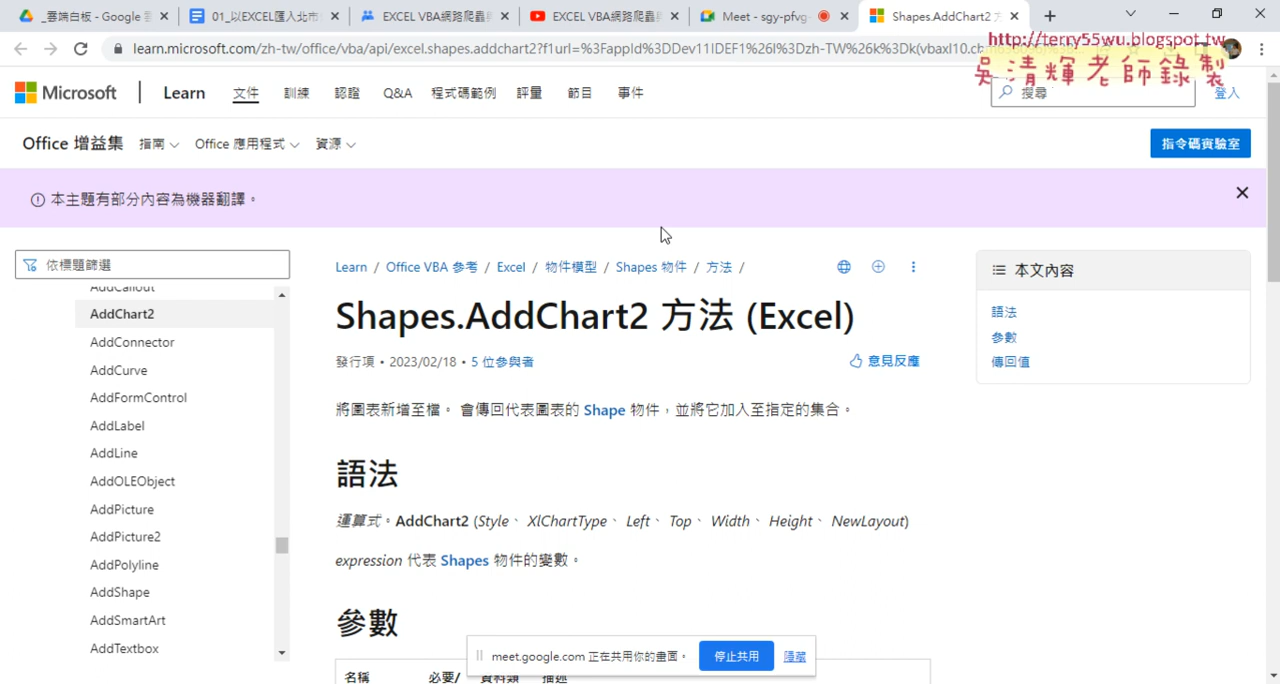 _雲端白板 - Google 雲
01_以EXCEL匯入北市
EXCEL VBA網路爬蟲
EXCEL VBA網路爬蟲
Meet - sgy-pfvg-
Shapes.AddChart2 方
learn.microsoft.com/zh-tw/office/vba/api/excel.shapes.addchart2?f1url=%3FappId%3DDev11IDEF1%26l%3Dzh-TW%26k%3Dk(vbaxl10.chm
http://terry55wu.blogspot.tw
吳清輝老師錄製
Microsoft
Learn
文件
訓練
認證
Q&A
程式碼範例
評量
節目
事件
搜尋
登入
Office 增益集
指南
Office 應用程式
資源
指令碼實驗室
本主題有部分內容為機器翻譯。
依標題篩選
AddCallout
AddChart2
AddConnector
AddCurve
AddFormControl
AddLabel
AddLine
AddOLEObject
AddPicture
AddPicture2
AddPolyline
AddShape
AddSmartArt
AddTextbox
Learn / Office VBA 參考 / Excel / 物件模型 / Shapes 物件 / 方法 /
Shapes.AddChart2 方法 (Excel)
發行項 • 2023/02/18 • 5 位參與者
意見反應
將圖表新增至檔。 會傳回代表圖表的 Shape 物件，並將它加入至指定的集合。
語法
運算式。AddChart2 (Style、 XlChartType、 Left、 Top、 Width、 Height、 NewLayout)
expression 代表 Shapes 物件的變數。
參數
名稱 必要/ 資料類 描述
本文內容
語法
參數
傳回值
meet.google.com 正在共用你的畫面。
停止共用
隱藏